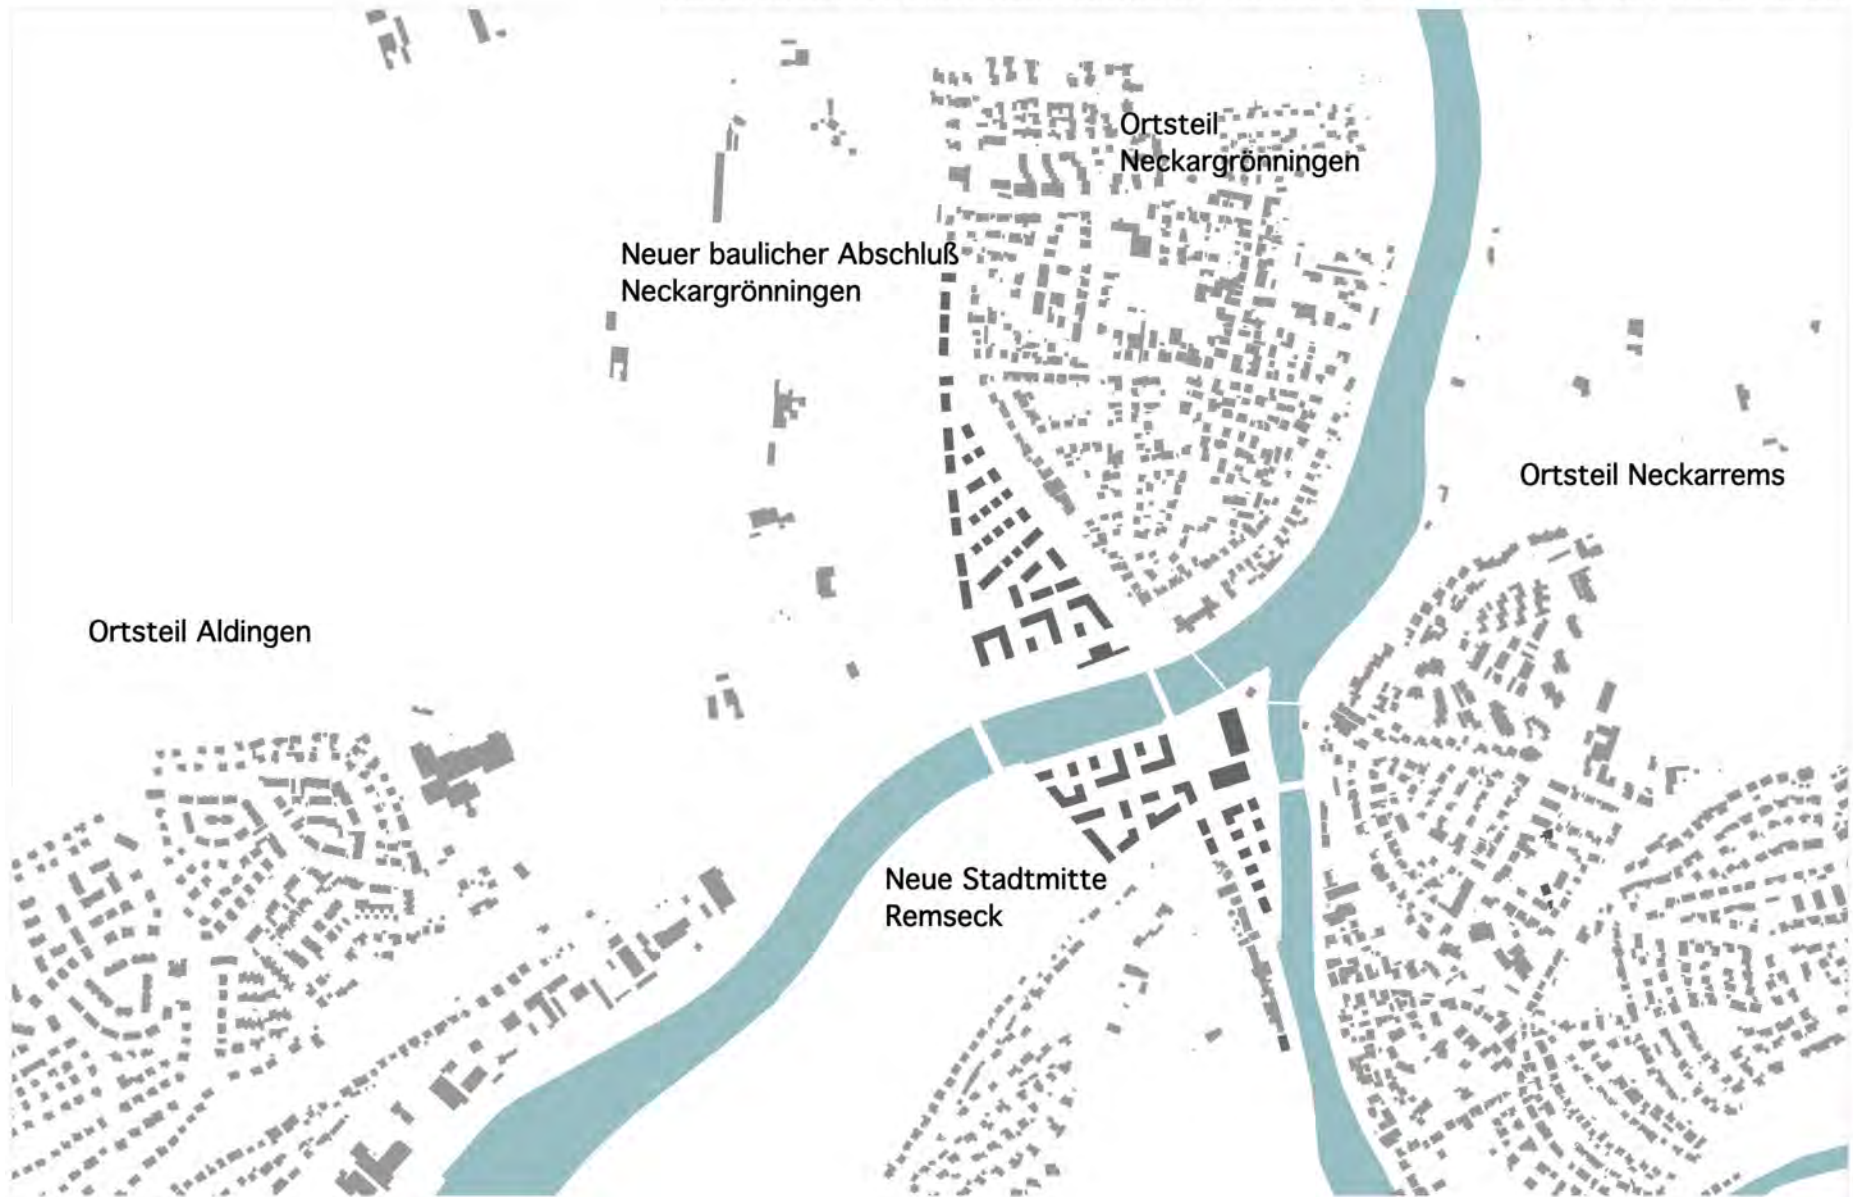 Ortsteil
Neckargrönningen
Neuer baulicher Abschluß
Neckargrönningen
Ortsteil Neckarrems
Ortsteil Aldingen
Neue Stadtmitte
Remseck